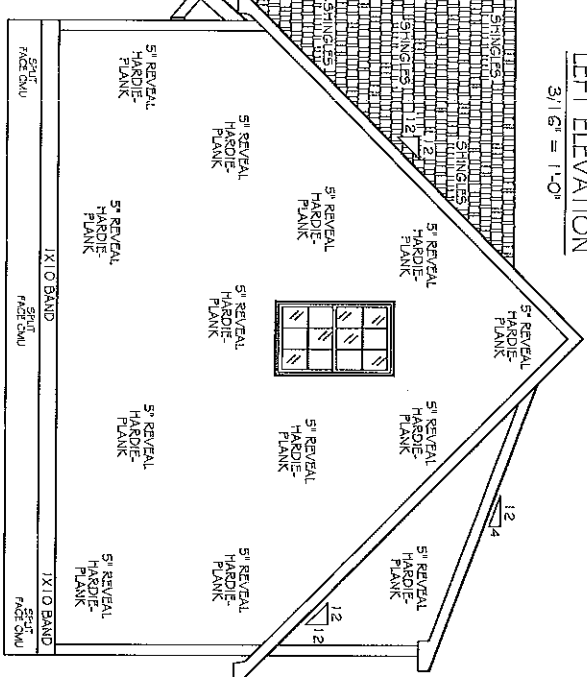 LEFT ELEVATION
3/16" = 1'-0"
5" REVEAL
HARDIE-
PLANK
SHINGLES
12
4
SHINGLES
SHINGLES
5" REVEAL
HARDIE-
PLANK
5" REVEAL
HARDIE-
PLANK
5" REVEAL
HARDIE-
PLANK
12
12
SHINGLES
5" REVEAL
HARDIE-
PLANK
5" REVEAL
HARDIE-
PLANK
12
12
5" REVEAL
HARDIE-
PLANK
5" REVEAL
HARDIE-
PLANK
5" REVEAL
HARDIE-
PLANK
5" REVEAL
HARDIE-
PLANK
5" REVEAL
HARDIE-
PLANK
5" REVEAL
HARDIE-
PLANK
5" REVEAL
HARDIE-
PLANK
1X10 BAND
1X10 BAND
SPLIT
FACE CMU
SPLIT
FACE CMU
SPLIT
FACE CMU